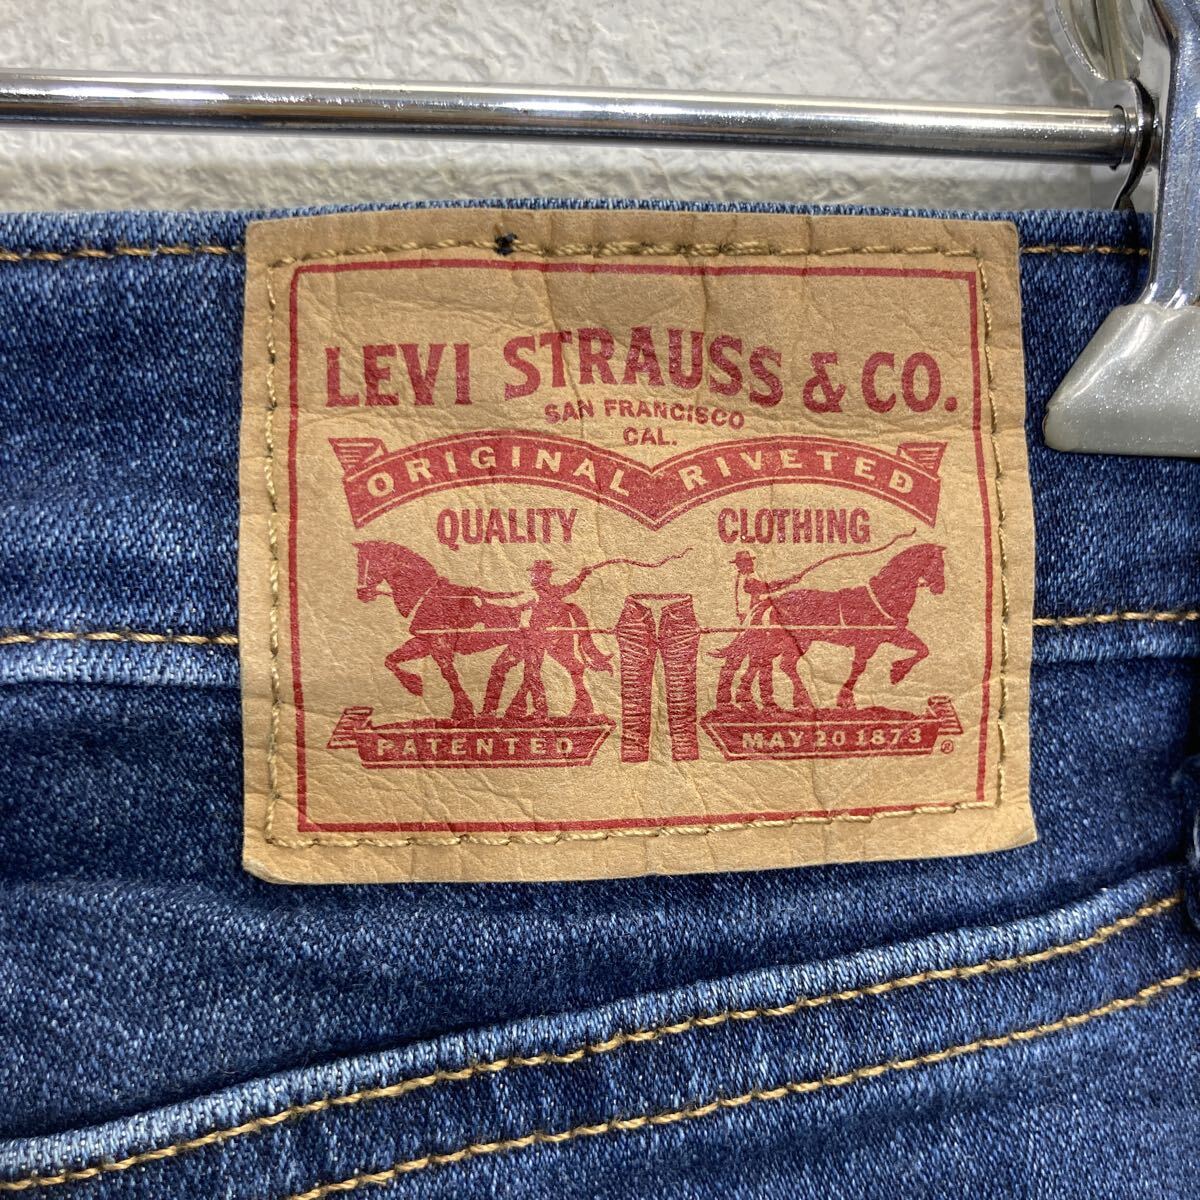 LEVI STRAUSS & CO.
SAN FRANCISCO
CAL.
ORIGINAL RIVETED
QUALITY CLOTHING
PATENTED MAY 20 1873 ®